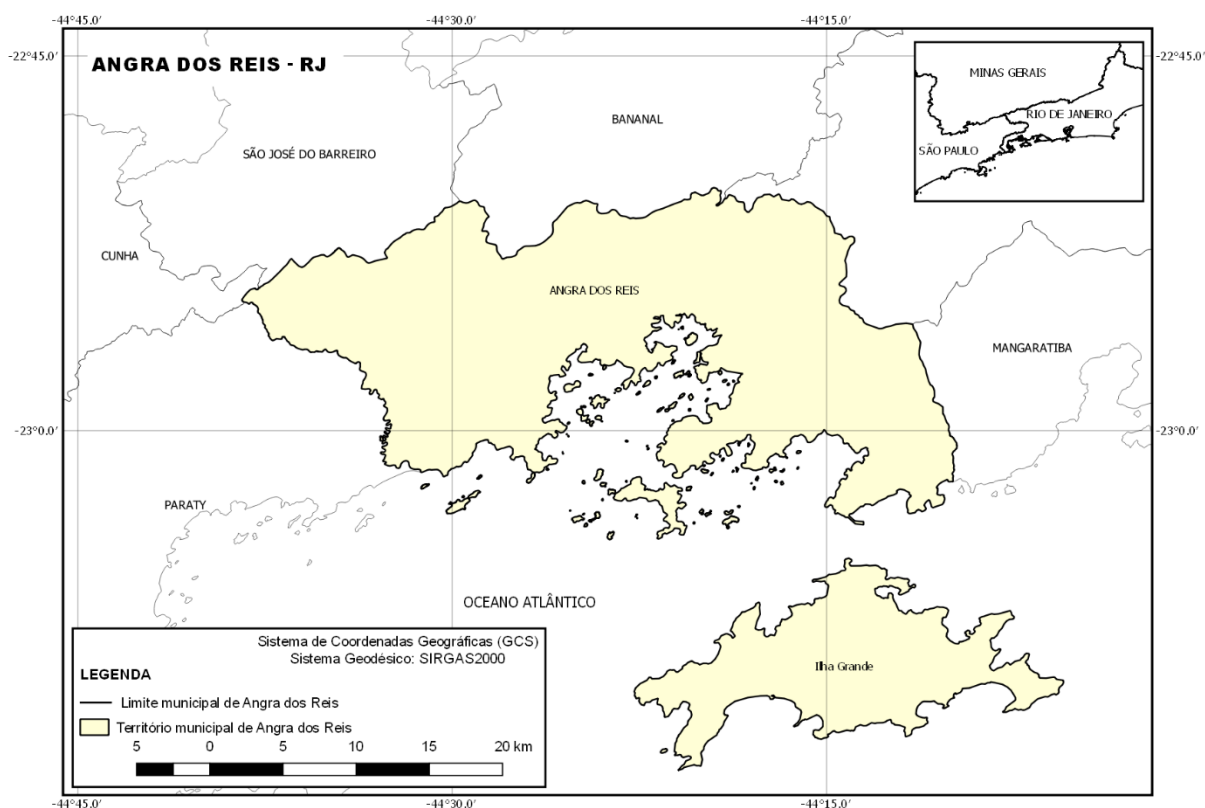 -44°45.0'
-44°30.0'
-44°15.0'
-22°45.0'
-22°45.0'
ANGRA DOS REIS - RJ
MINAS GERAIS
RIO DE JANEIRO
SÃO PAULO
BANANAL
SÃO JOSÉ DO BARREIRO
CUNHA
ANGRA DOS REIS
MANGARATIBA
-23°0.0'
-23°0.0'
PARATY
OCEANO ATLÂNTICO
Ilha Grande
Sistema de Coordenadas Geográficas (GCS)
Sistema Geodésico: SIRGAS2000
LEGENDA
Limite municipal de Angra dos Reis
Território municipal de Angra dos Reis
5 0 5 10 15 20 km
-44°45.0'
-44°30.0'
-44°15.0'